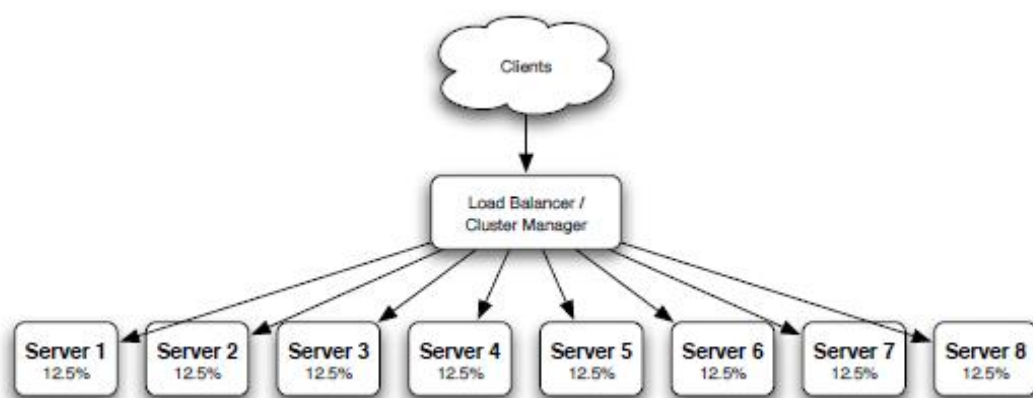 Clients
Load Balancer /
Cluster Manager
Server 1
12.5%
Server 2
12.5%
Server 3
12.5%
Server 4
12.5%
Server 5
12.5%
Server 6
12.5%
Server 7
12.5%
Server 8
12.5%